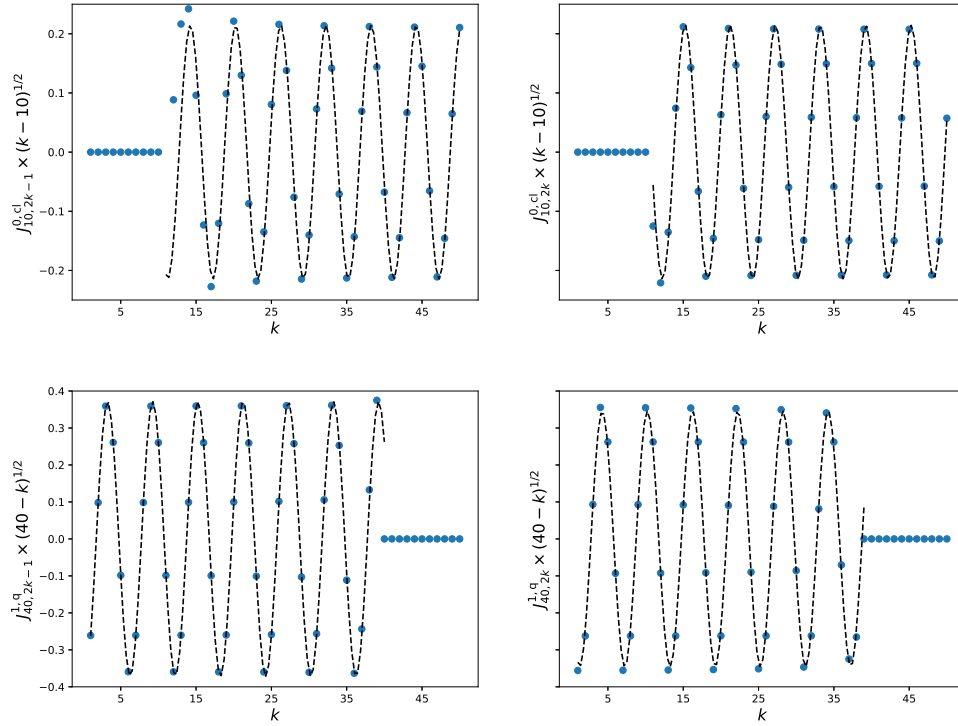 0.2
0.1
0.0
−0.1
−0.2
J^{0,cl}_{10,2k−1} × (k − 10)^{1/2}
5 15 25 35 45
k
J^{0,cl}_{10,2k} × (k − 10)^{1/2}
5 15 25 35 45
k
0.4
0.3
0.2
0.1
0.0
−0.1
−0.2
−0.3
−0.4
J^{1,q}_{40,2k−1} × (40 − k)^{1/2}
5 15 25 35 45
k
J^{1,q}_{40,2k} × (40 − k)^{1/2}
5 15 25 35 45
k